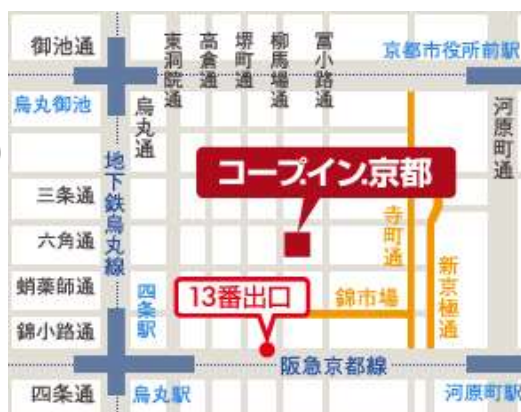 御池通
東洞院通
高倉通
堺町通
柳馬場通
富小路通
京都市役所前駅
烏丸御池
烏丸通
河原町通
地下鉄烏丸線
コープ.イン.京都
三条通
六角通
寺町通
新京極通
蛸薬師通
四条駅
13番出口
錦市場
錦小路通
阪急京都線
四条通
烏丸駅
河原町駅